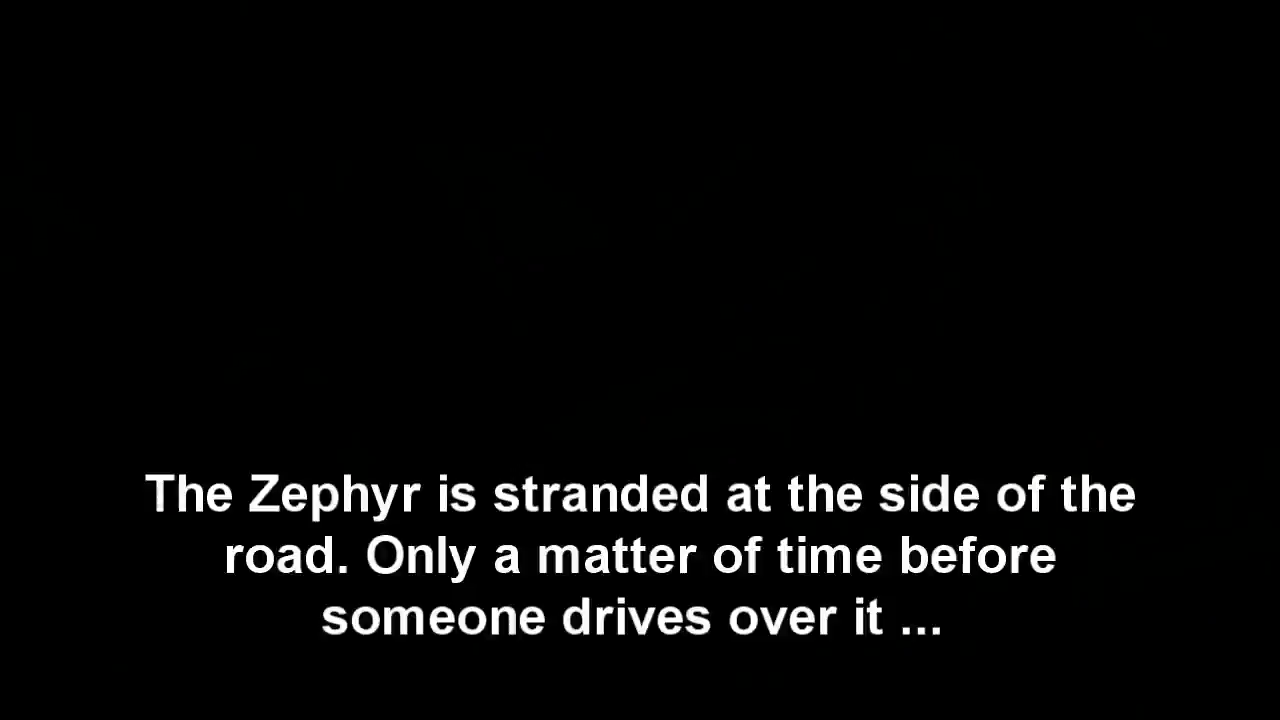 The Zephyr is stranded at the side of the
road. Only a matter of time before
someone drives over it ...